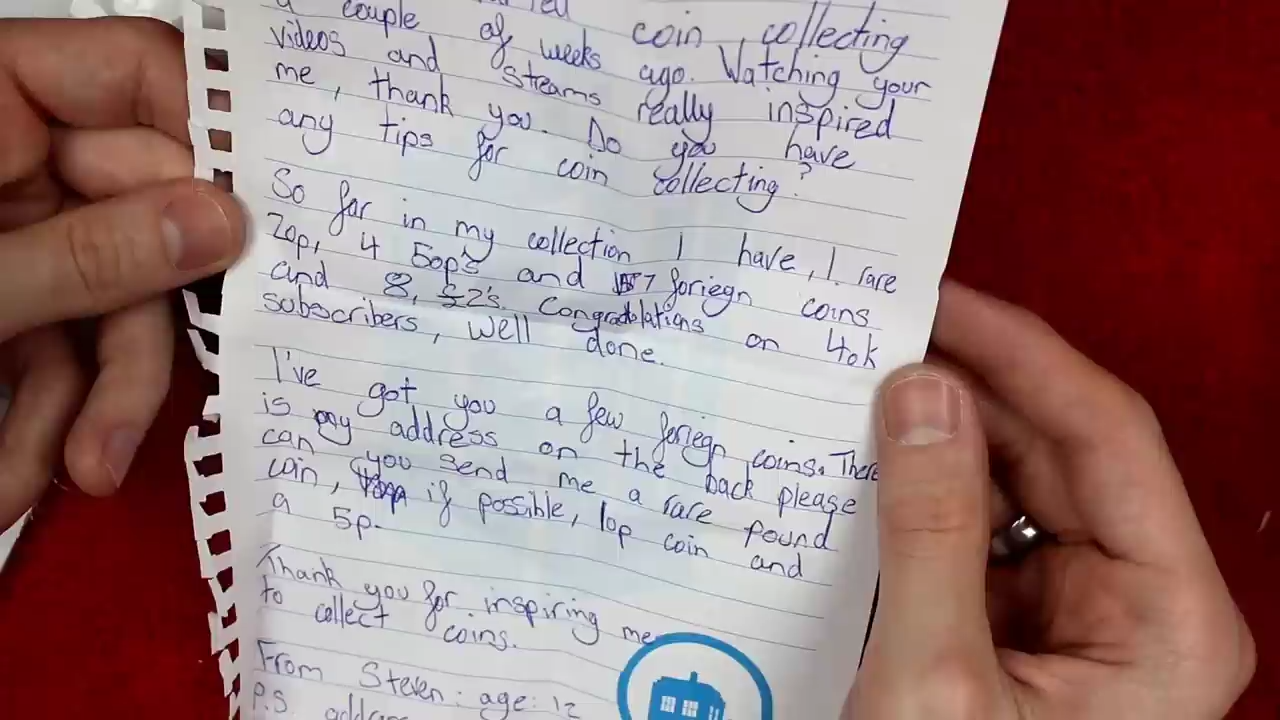 a couple of weeks ago. Watching your
coin collecting
videos and steams really inspired
me, thank you. Do you have
any tips for coin collecting?
So far in my collection I have, 1 rare
20p, 4 50p's and 7 foriegn coins
and 8, £2's. Congratulations on 40k
subscribers, well done.
I've got you a few foriegn coins. There
is my address on the back please
can you send me a rare pound
coin, if possible, 10p coin and
a 5p.
Thank you for inspiring me
to collect coins.
From Steven: age: 12
P.S address